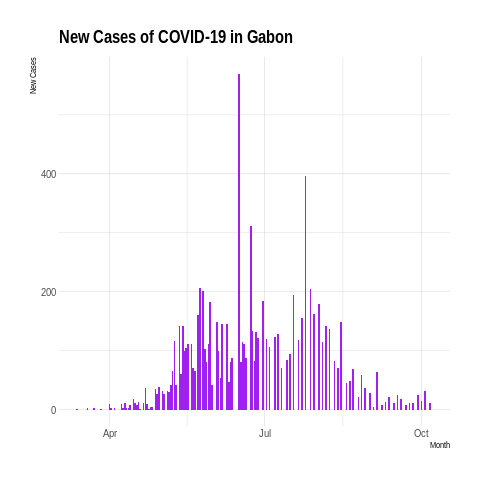 New Cases of COVID-19 in Gabon
New Cases
400
200
0
Apr
Jul
Oct
Month